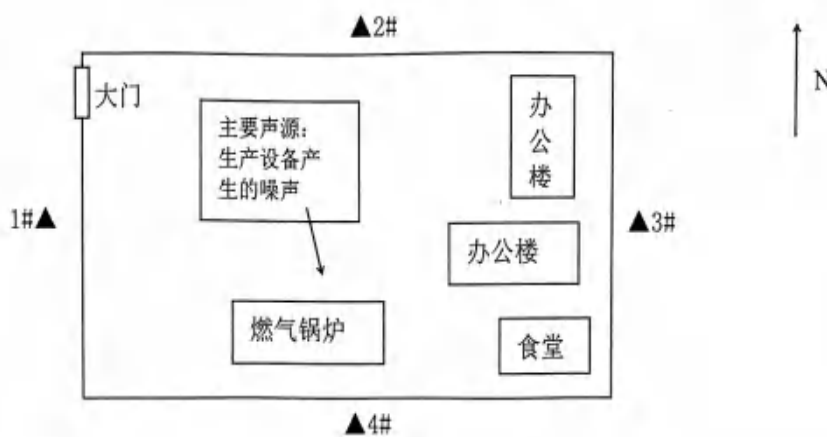 ▲2#
N
大门
办
公
楼
主要声源：
生产设备产
生的噪声
1#▲
▲3#
办公楼
燃气锅炉
食堂
▲4#